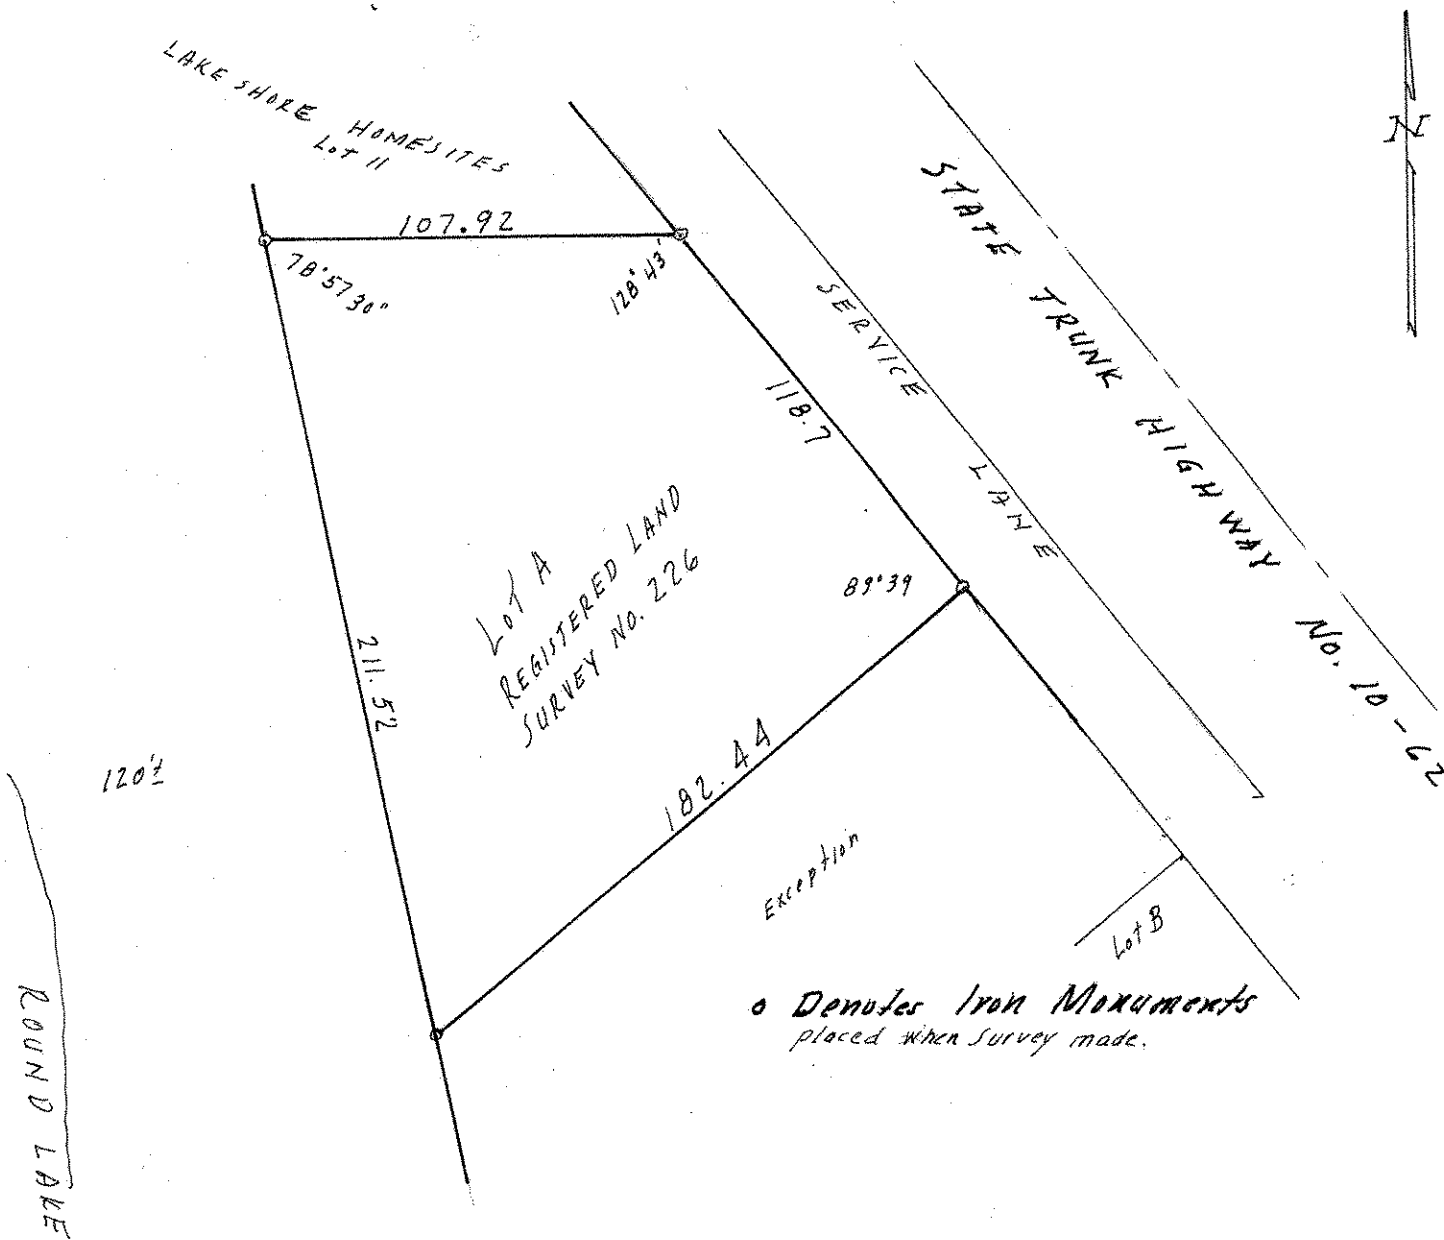 LAKE SHORE HOMESITES
LOT 11
N
107.92
78°57'30"
128°43'
STATE TRUNK HIGHWAY No. 10-62
SERVICE LANE
118.7
LOT A
REGISTERED LAND
SURVEY NO. 226
89°39
211.52
182.44
120'±
Exception
Lot B
o Denotes Iron Monuments
placed when Survey made.
ROUND LAKE